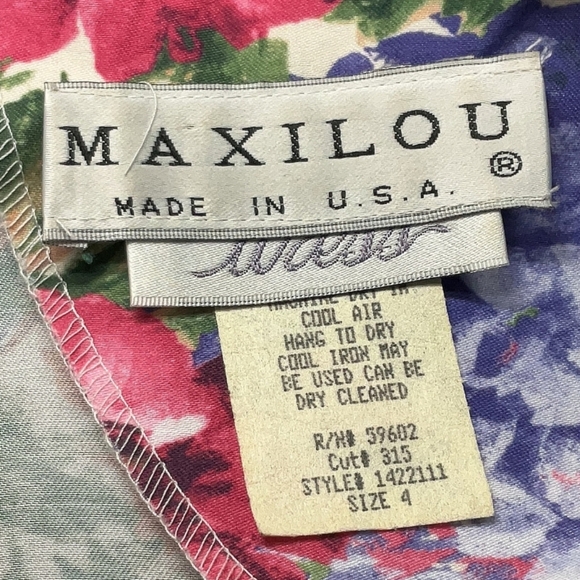 MAXILOU
®
MADE IN U.S.A.
COOL AIR
HANG TO DRY
COOL IRON MAY
BE USED CAN BE
DRY CLEANED
R/N# 59602
Cut# 315
STYLE# 1422111
SIZE 4